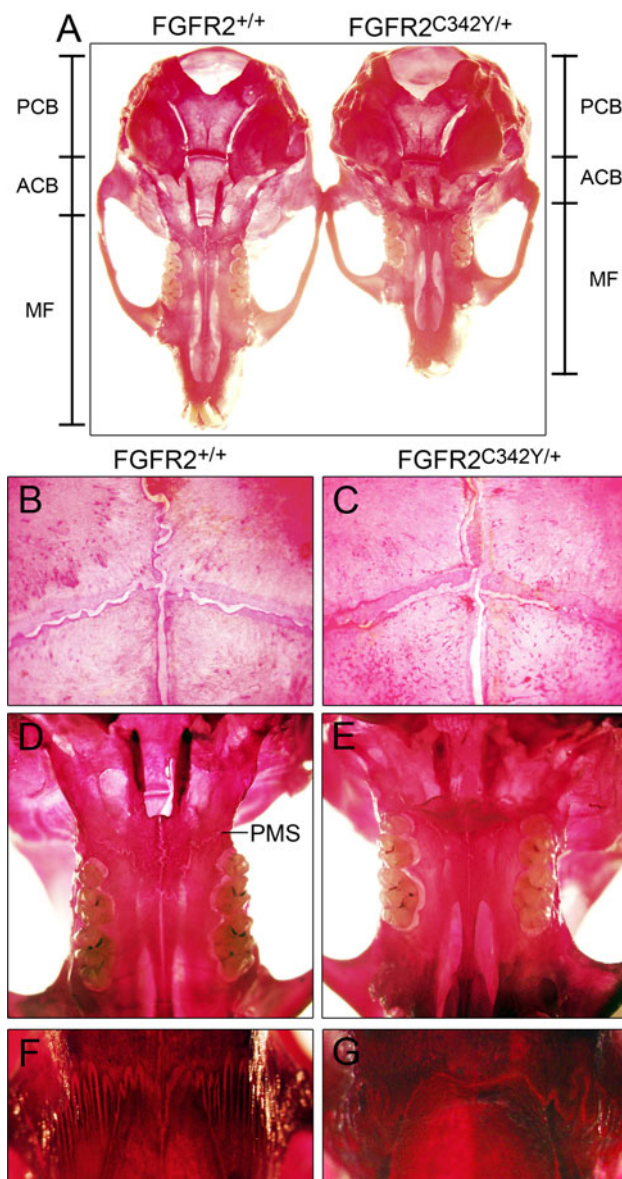 A
FGFR2+/+ FGFR2C342Y/+
PCB PCB
ACB ACB
MF MF
FGFR2+/+ FGFR2C342Y/+
B C
D E
PMS
F G